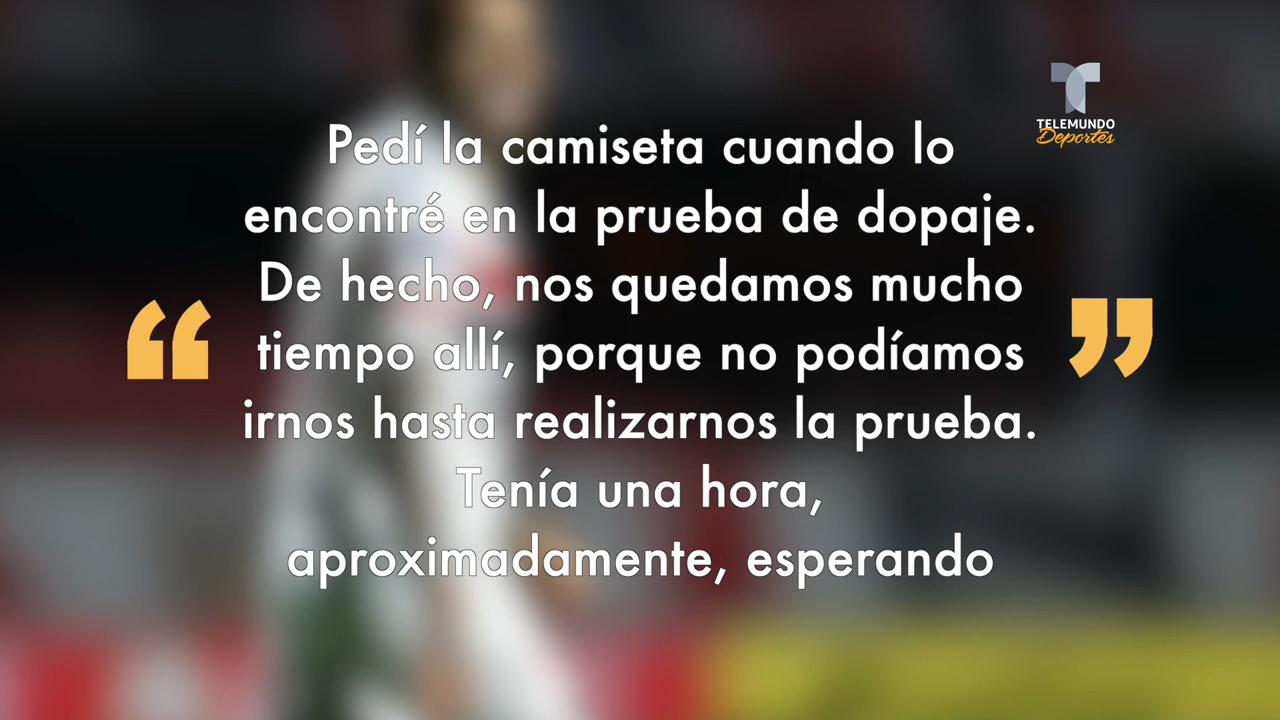 TELEMUNDO
Deportes
Pedí la camiseta cuando lo
encontré en la prueba de dopaje.
De hecho, nos quedamos mucho
“ tiempo allí, porque no podíamos ”
irnos hasta realizarnos la prueba.
Tenía una hora,
aproximadamente, esperando